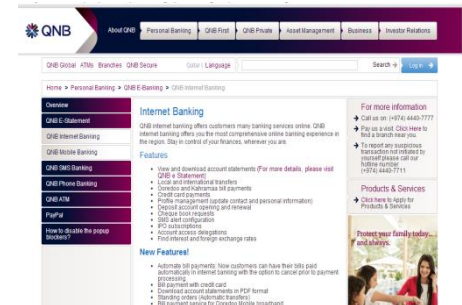 QNB
About QNB
Personal Banking
QNB First
QNB Private
Asset Management
Business
Investor Relations
QNB Global ATMs Branches QNB Secure
Qatar | Language
Search
Log in
Home > Personal Banking > QNB E-Banking > QNB Internet Banking
Overview
QNB E-Statement
QNB Internet Banking
QNB Mobile Banking
QNB SMS Banking
QNB Phone Banking
QNB ATM
PayPal
How to disable the popup
blockers?
Internet Banking
QNB internet banking offers customers many banking services online. QNB
internet banking offers you the most comprehensive online banking experience in
the region. Stay in control of your finances, wherever you are.
Features
View and download account statements (For more details, please visit
QNB e Statement)
Local and international transfers
Ooredoo and Kahramaa bill payments
Credit card payments
Profile management (update contact and personal information)
Deposit account opening and renewal
Cheque book requests
SMS alert configuration
IPO subscriptions
Account access delegations
Find interest and foreign exchange rates
New Features!
Automate bill payments: Now customers can have their bills paid
automatically in internet banking with the option to cancel prior to payment
processing.
Bill payment with credit card
Download account statements in PDF format
Standing orders (Automatic transfers)
Bill payment service for Ooredoo Mobile broadband
For more information
Call us on: (+974) 4440-7777
Pay us a visit. Click Here to
find a branch near you.
To report any suspicious
transaction not initiated by
yourself please call our
hotline number
(+974) 4440-7711
Products & Services
Click here to Apply for
Products & Services
Protect your family today...
and always.